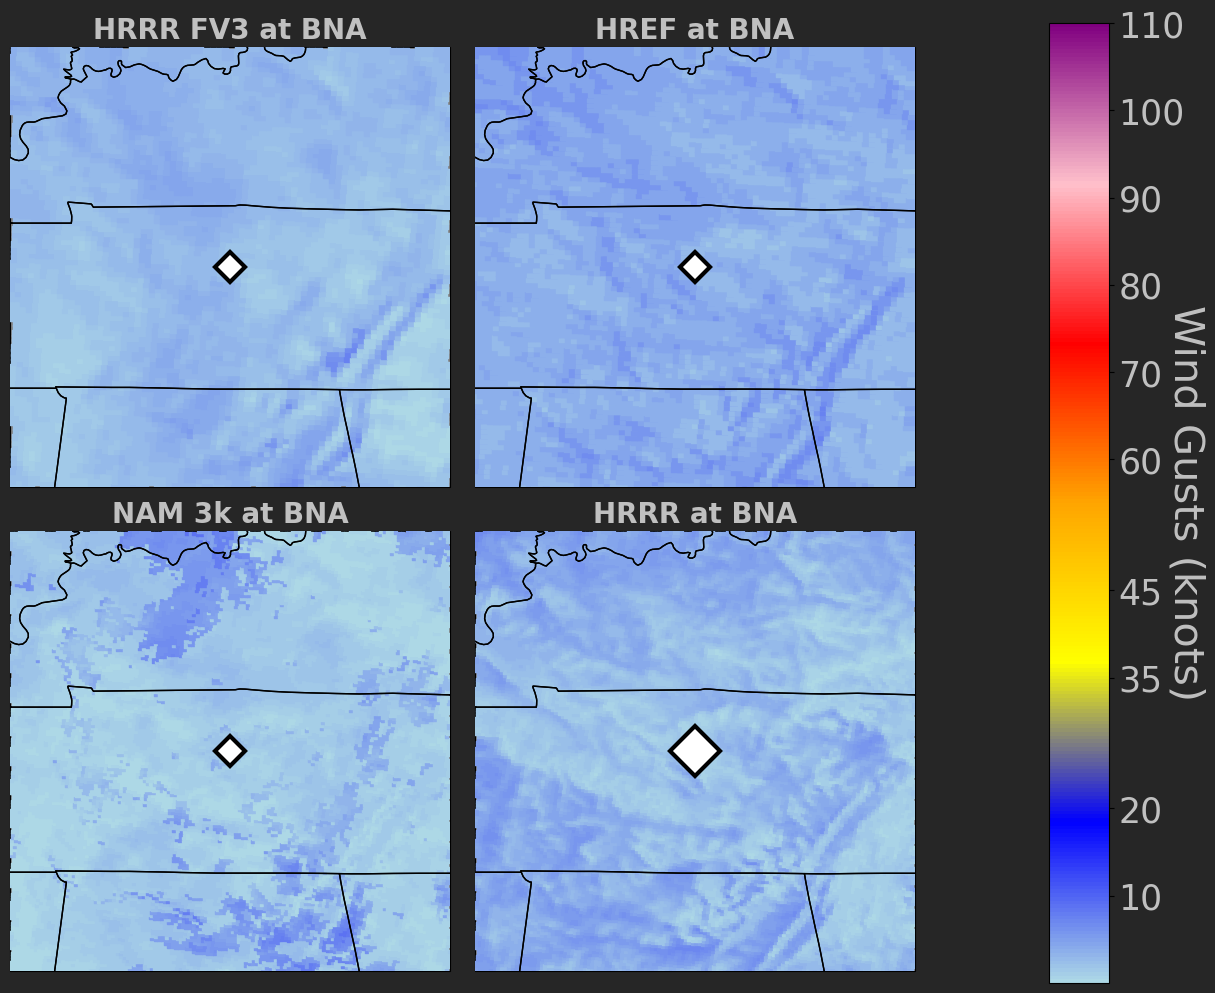 HRRR FV3 at BNA
HREF at BNA
NAM 3k at BNA
HRRR at BNA
110
100
90
80
70
60
45
35
20
10
Wind Gusts (knots)